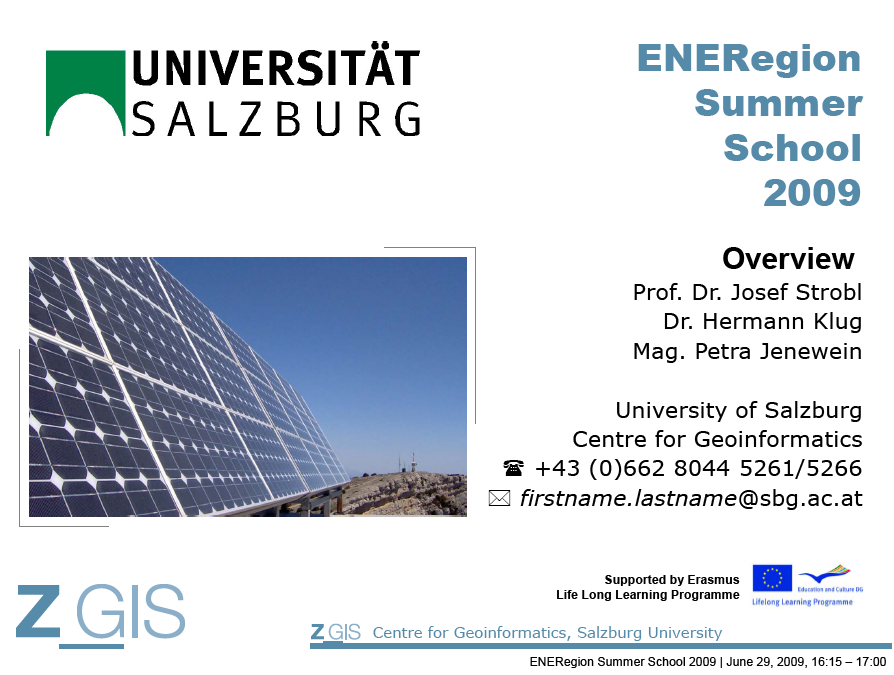 UNIVERSITÄT
SALZBURG
ENERegion
Summer
School
2009
Overview
Prof. Dr. Josef Strobl
Dr. Hermann Klug
Mag. Petra Jenewein
University of Salzburg
Centre for Geoinformatics
☎ +43 (0)662 8044 5261/5266
✉ firstname.lastname@sbg.ac.at
Supported by Erasmus
Life Long Learning Programme
Education and Culture DG
Lifelong Learning Programme
Z_GIS
Z_GIS Centre for Geoinformatics, Salzburg University
ENERegion Summer School 2009 | June 29, 2009, 16:15 – 17:00